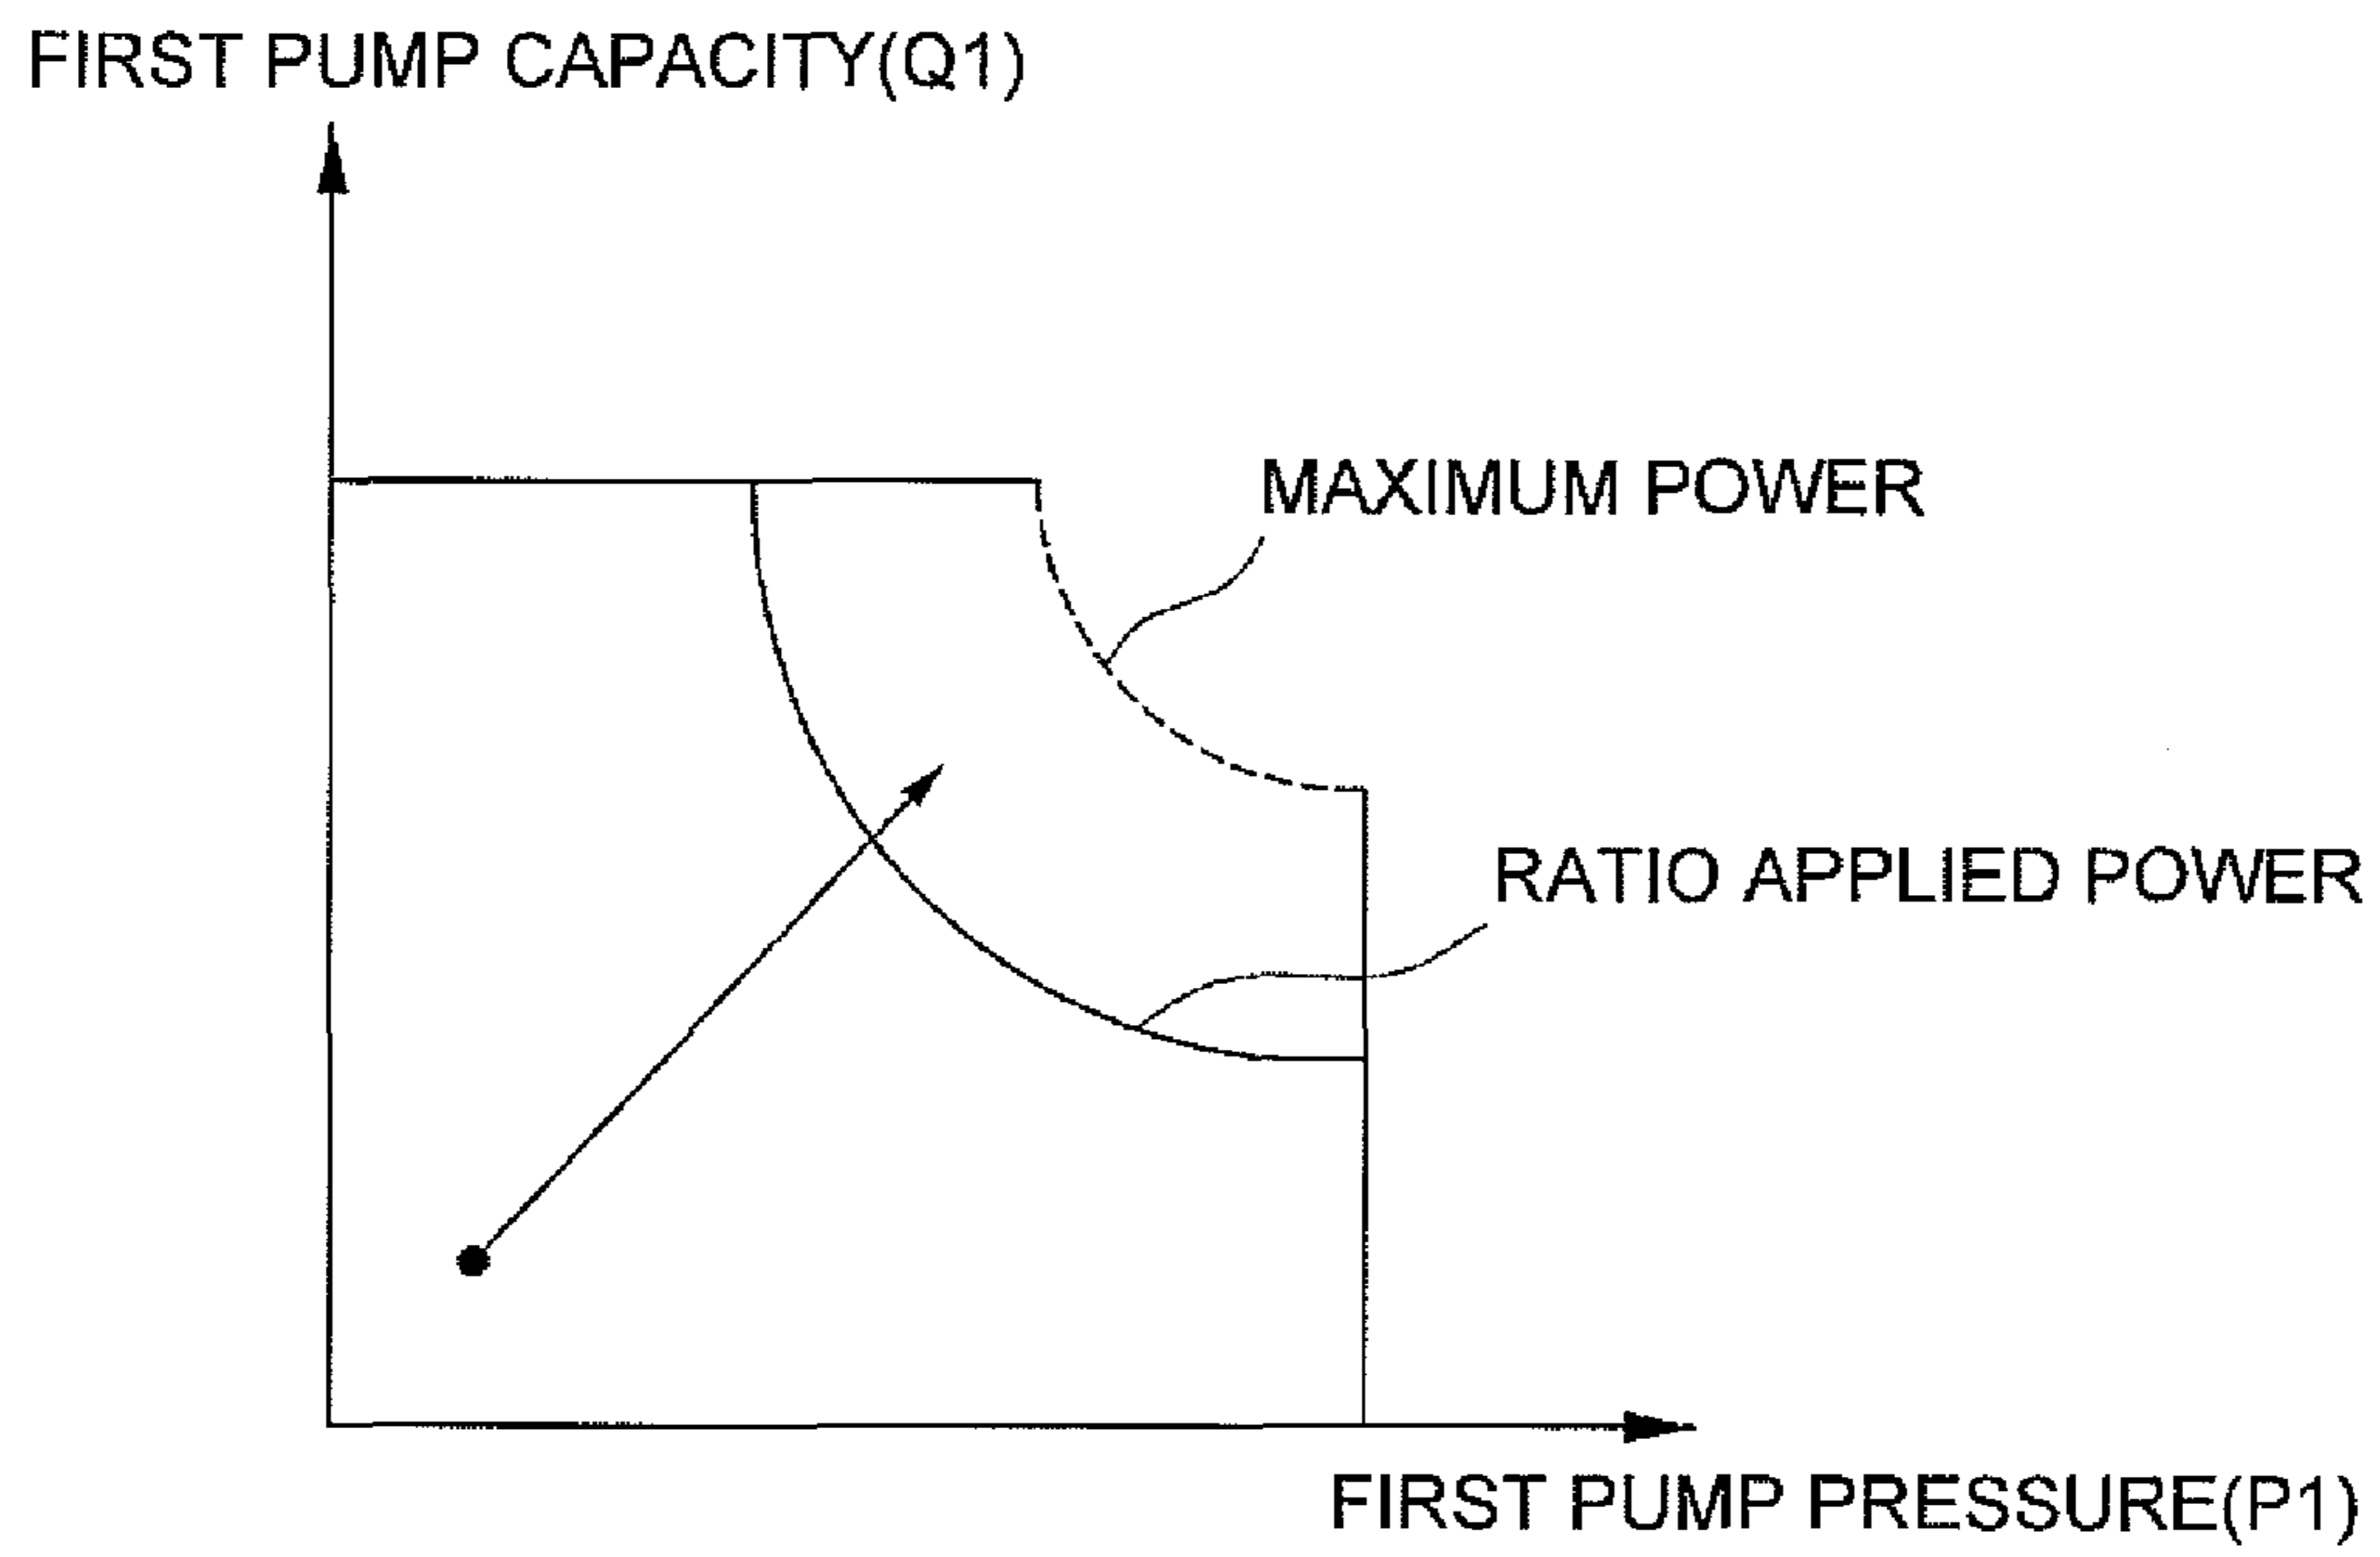 FIRST PUMP CAPACITY(Q1)
MAXIMUM POWER
RATIO APPLIED POWER
FIRST PUMP PRESSURE(P1)